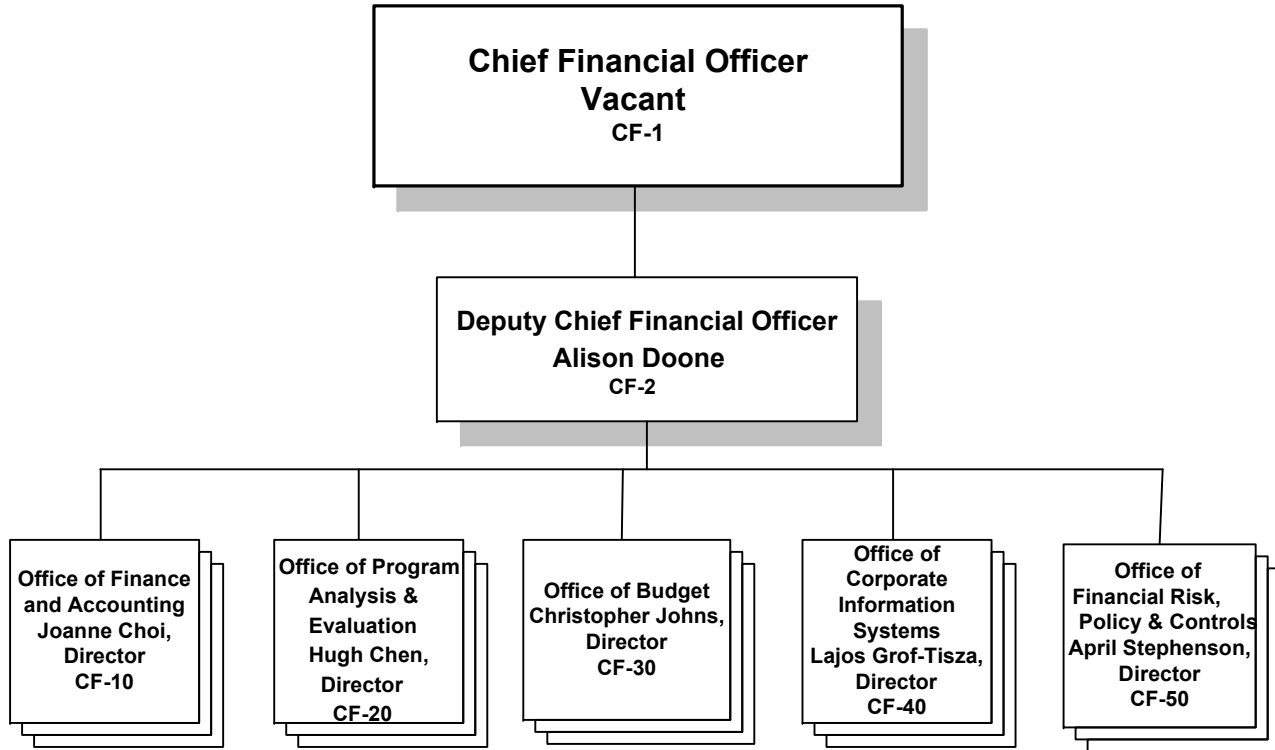 Chief Financial Officer
Vacant
CF-1
Deputy Chief Financial Officer
Alison Doone
CF-2
Office of Finance
and Accounting
Joanne Choi,
Director
CF-10
Office of Program
Analysis &
Evaluation
Hugh Chen,
Director
CF-20
Office of Budget
Christopher Johns,
Director
CF-30
Office of
Corporate
Information
Systems
Lajos Grof-Tisza,
Director
CF-40
Office of
Financial Risk,
Policy & Controls
April Stephenson,
Director
CF-50